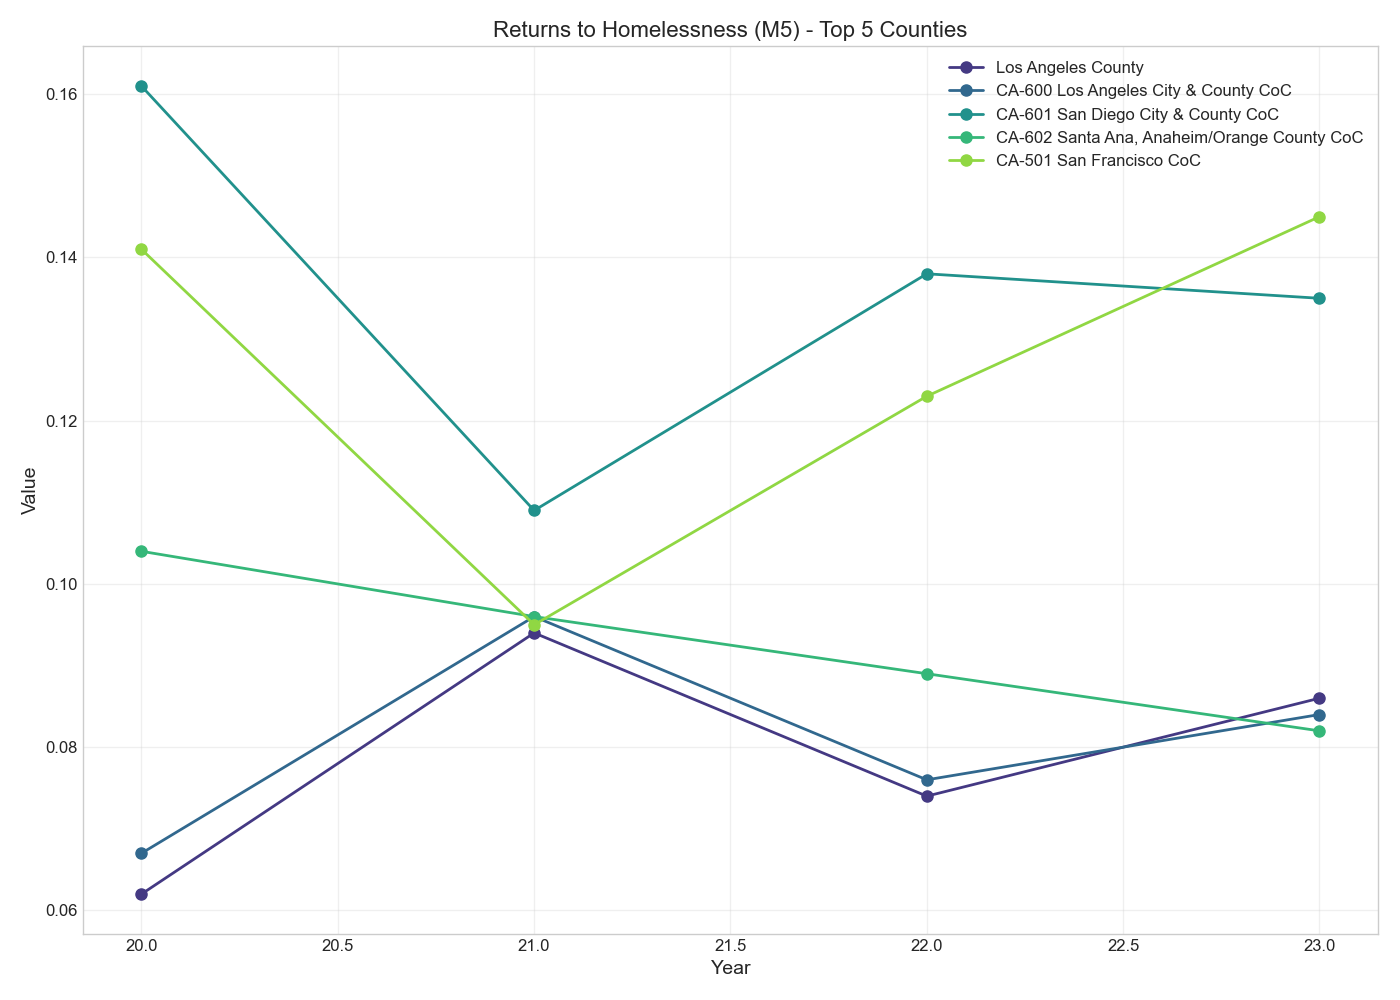 Returns to Homelessness (M5) - Top 5 Counties
Los Angeles County
CA-600 Los Angeles City & County CoC
CA-601 San Diego City & County CoC
CA-602 Santa Ana, Anaheim/Orange County CoC
CA-501 San Francisco CoC
0.16
0.14
0.12
0.10
0.08
0.06
Value
20.0 20.5 21.0 21.5 22.0 22.5 23.0
Year